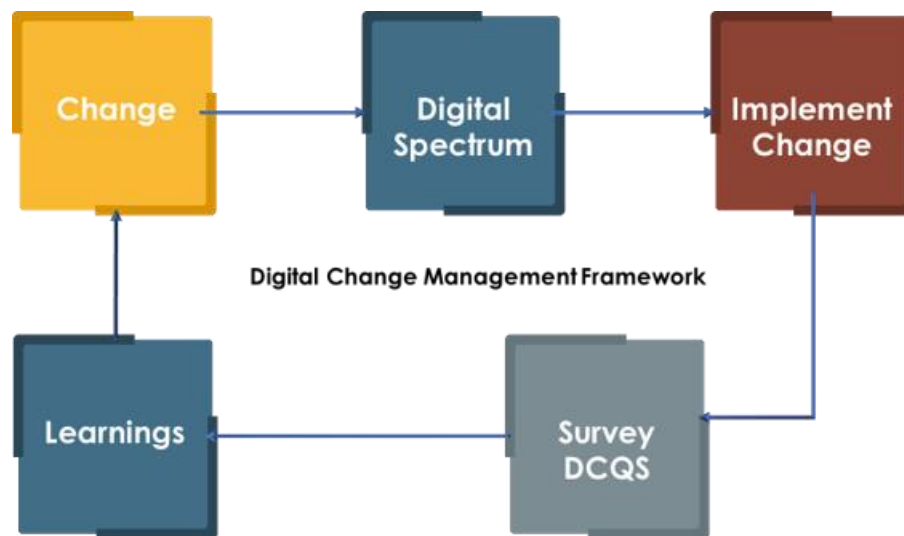 Change
Digital
Spectrum
Implement
Change
Digital Change Management Framework
Learnings
Survey
DCQS